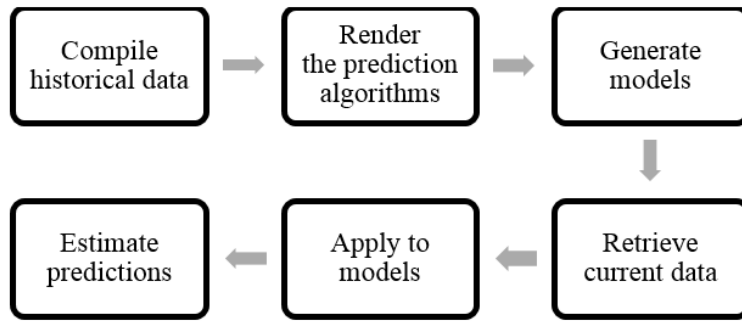 Compile
historical data
Render
the prediction
algorithms
Generate
models
Retrieve
current data
Apply to
models
Estimate
predictions